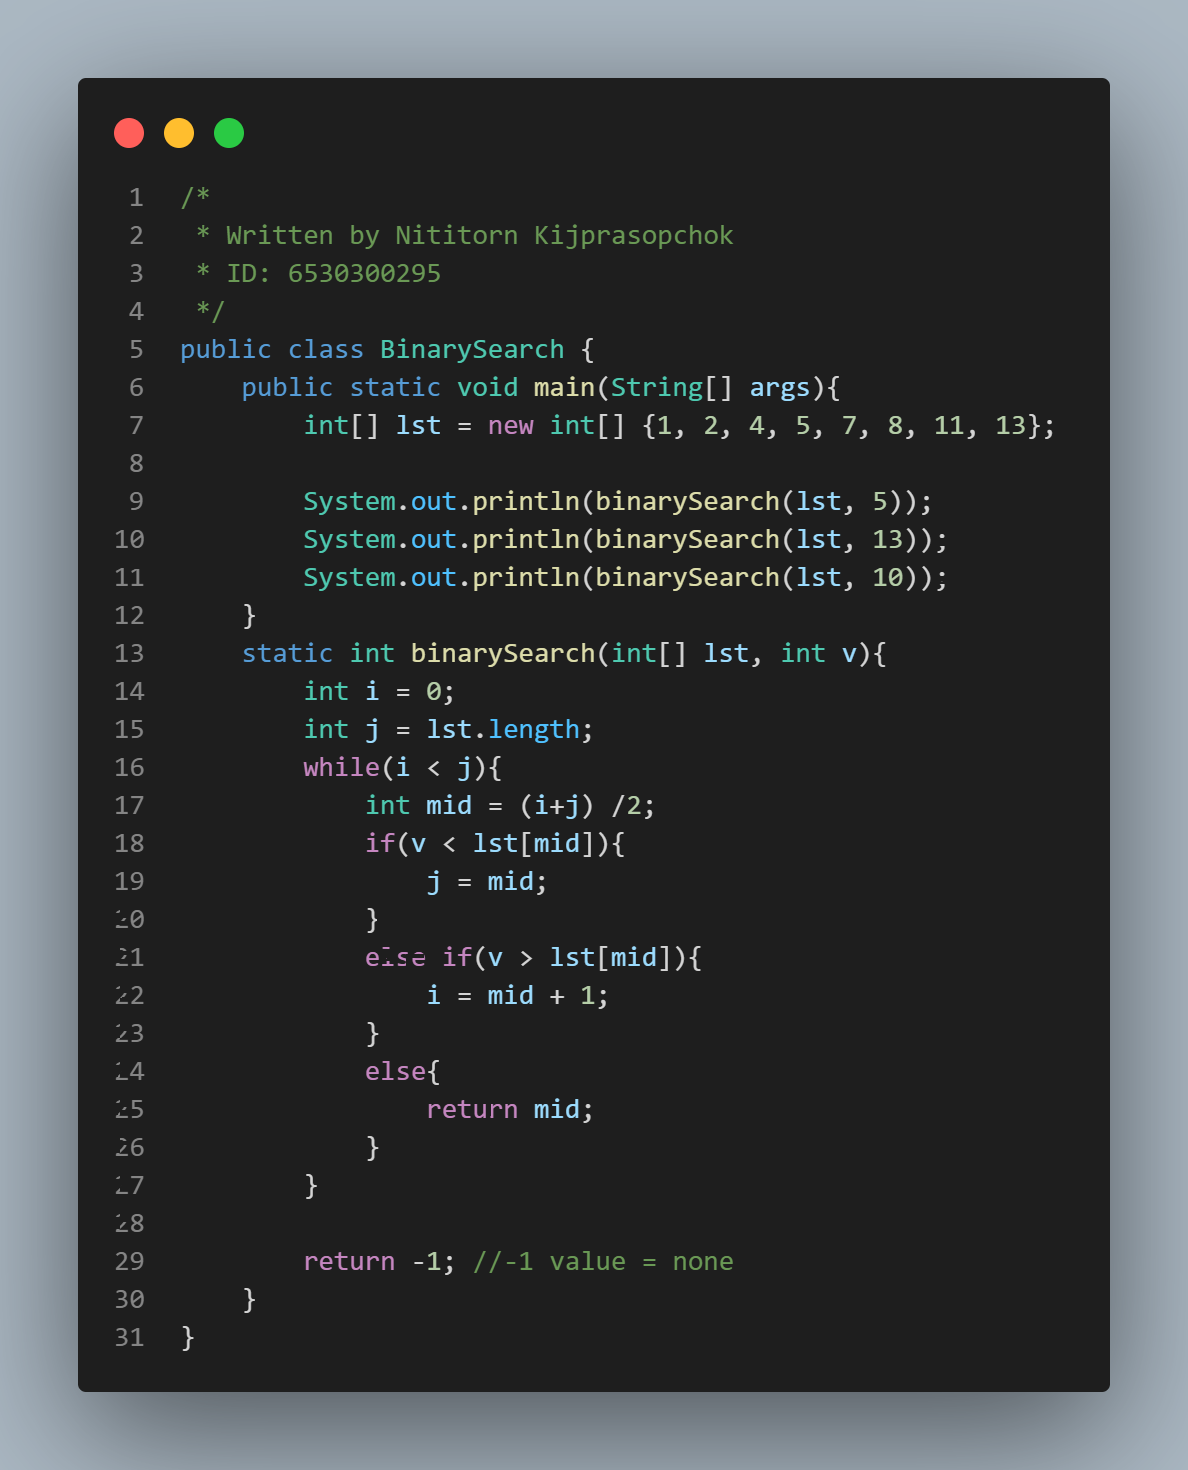 1 /*
2  * Written by Nititorn Kijprasopchok
3  * ID: 6530300295
4  */
5 public class BinarySearch {
6     public static void main(String[] args){
7         int[] lst = new int[] {1, 2, 4, 5, 7, 8, 11, 13};
8
9         System.out.println(binarySearch(lst, 5));
10         System.out.println(binarySearch(lst, 13));
11         System.out.println(binarySearch(lst, 10));
12     }
13     static int binarySearch(int[] lst, int v){
14         int i = 0;
15         int j = lst.length;
16         while(i < j){
17             int mid = (i+j) /2;
18             if(v < lst[mid]){
19                 j = mid;
20             }
21             else if(v > lst[mid]){
22                 i = mid + 1;
23             }
24             else{
25                 return mid;
26             }
27         }
28
29         return -1; //-1 value = none
30     }
31 }